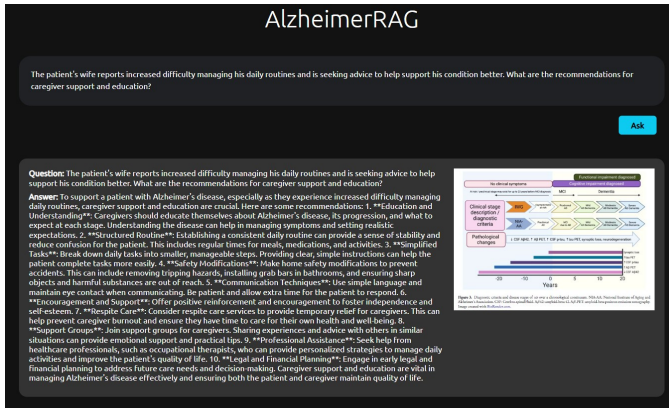 AlzheimerRAG
The patient's wife reports increased difficulty managing his daily routines and is seeking advice to help support his condition better. What are the recommendations for
caregiver support and education?
Ask
Question: The patient's wife reports increased difficulty managing his daily routines and is seeking advice to help
support his condition better. What are the recommendations for caregiver support and education?
Answer: To support a patient with Alzheimer's disease, especially as they experience increased difficulty managing
daily routines, caregiver support and education are crucial. Here are some recommendations: 1. **Education and
Understanding**: Caregivers should educate themselves about Alzheimer's disease, its progression, and what to
expect at each stage. Understanding the disease can help in managing symptoms and setting realistic
expectations. 2. **Structured Routine**: Establishing a consistent daily routine can provide a sense of stability and
reduce confusion for the patient. This includes regular times for meals, medications, and activities. 3. **Simplified
Tasks**: Break down daily tasks into smaller, manageable steps. Providing clear, simple instructions can help the
patient complete tasks more easily. 4. **Safety Modifications**: Make home safety modifications to prevent
accidents. This can include removing tripping hazards, installing grab bars in bathrooms, and ensuring sharp
objects and harmful substances are out of reach. 5. **Communication Techniques**: Use simple language and
maintain eye contact when communicating. Be patient and allow extra time for the patient to respond. 6.
**Encouragement and Support**: Offer positive reinforcement and encouragement to foster independence and
self-esteem. 7. **Respite Care**: Consider respite care services to provide temporary relief for caregivers. This can
help prevent caregiver burnout and ensure they have time to care for their own health and well-being. 8.
**Support Groups**: Join support groups for caregivers. Sharing experiences and advice with others in similar
situations can provide emotional support and practical tips. 9. **Professional Assistance**: Seek help from
healthcare professionals, such as occupational therapists, who can provide personalized strategies to manage daily
activities and improve the patient's quality of life. 10. **Legal and Financial Planning**: Engage in early legal and
financial planning to address future care needs and decision-making. Caregiver support and education are vital in
managing Alzheimer's disease effectively and ensuring both the patient and caregiver maintain quality of life.
Functional impairment diagnosed
No clinical symptoms
Cognitive impairment diagnosed
MCI
Dementia
Clinical stage
description /
diagnostic
criteria
NIA-
AA
Pathological
changes
-20
-10
0
10
20
Years